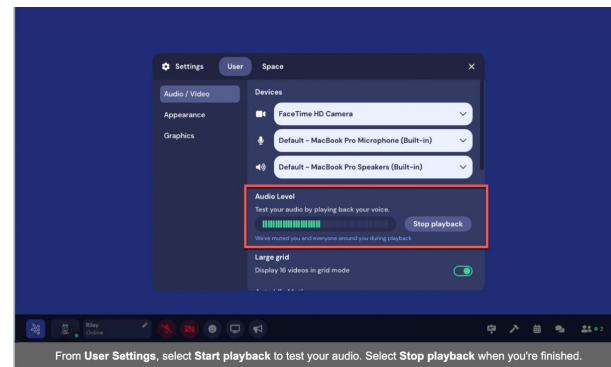 Settings
User
Space
Audio / Video
Appearance
Graphics
Devices
FaceTime HD Camera
Default - MacBook Pro Microphone (Built-in)
Default - MacBook Pro Speakers (Built-in)
Audio Level
Test your audio by playing back your voice.
Stop playback
We've muted you and everyone around you during playback
Large grid
Display 16 videos in grid mode
Riley
Online
2
From User Settings, select Start playback to test your audio. Select Stop playback when you're finished.